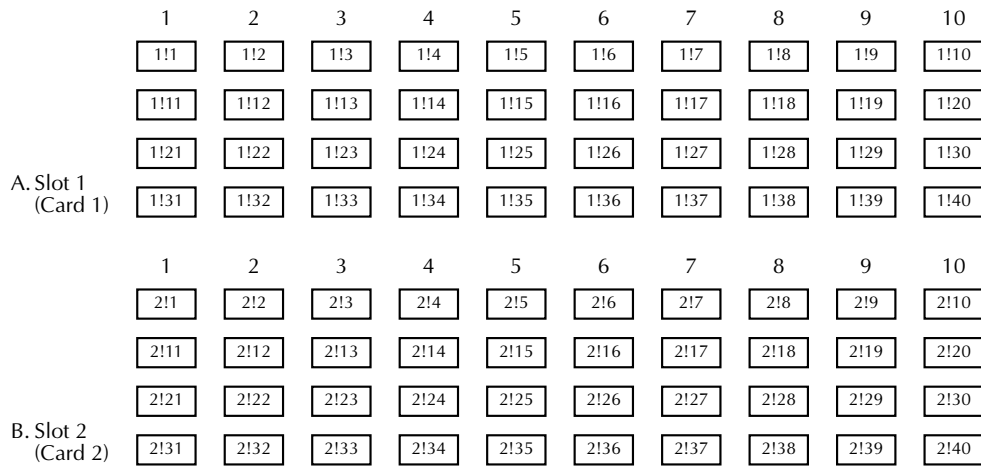 1 2 3 4 5 6 7 8 9 10
1!1 1!2 1!3 1!4 1!5 1!6 1!7 1!8 1!9 1!10
1!11 1!12 1!13 1!14 1!15 1!16 1!17 1!18 1!19 1!20
1!21 1!22 1!23 1!24 1!25 1!26 1!27 1!28 1!29 1!30
A. Slot 1
(Card 1)
1!31 1!32 1!33 1!34 1!35 1!36 1!37 1!38 1!39 1!40
1 2 3 4 5 6 7 8 9 10
2!1 2!2 2!3 2!4 2!5 2!6 2!7 2!8 2!9 2!10
2!11 2!12 2!13 2!14 2!15 2!16 2!17 2!18 2!19 2!20
2!21 2!22 2!23 2!24 2!25 2!26 2!27 2!28 2!29 2!30
B. Slot 2
(Card 2)
2!31 2!32 2!33 2!34 2!35 2!36 2!37 2!38 2!39 2!40